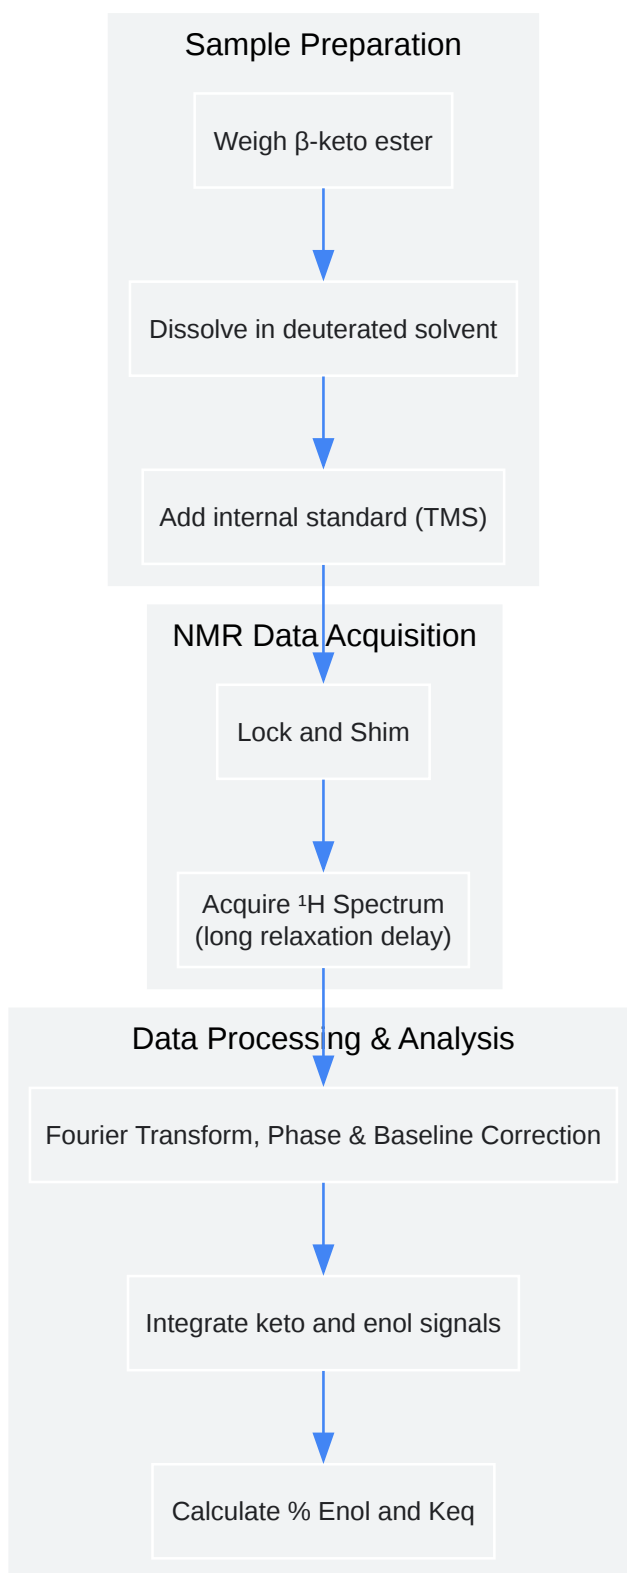 Sample Preparation
Weigh β-keto ester
Dissolve in deuterated solvent
Add internal standard (TMS)
NMR Data Acquisition
Lock and Shim
Acquire ¹H Spectrum
(long relaxation delay)
Data Processing & Analysis
Fourier Transform, Phase & Baseline Correction
Integrate keto and enol signals
Calculate % Enol and Keq